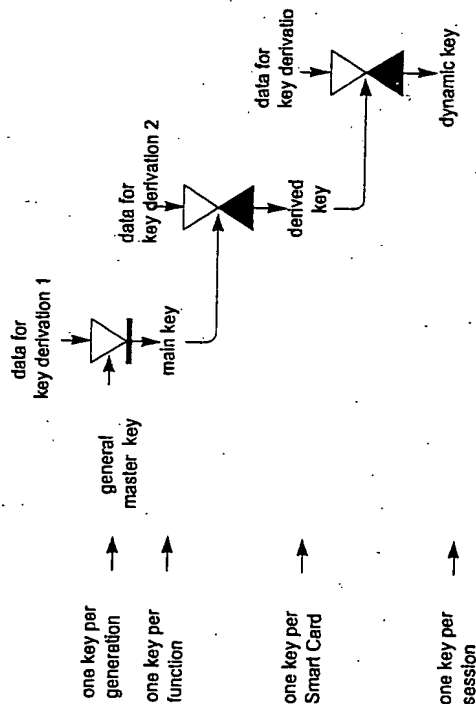 data for
key derivation 1
general
master key
main key
data for
key derivation 2
derived
key
data for
key derivatio
dynamic key
one key per
generation
one key per
function
one key per
Smart Card
one key per
session